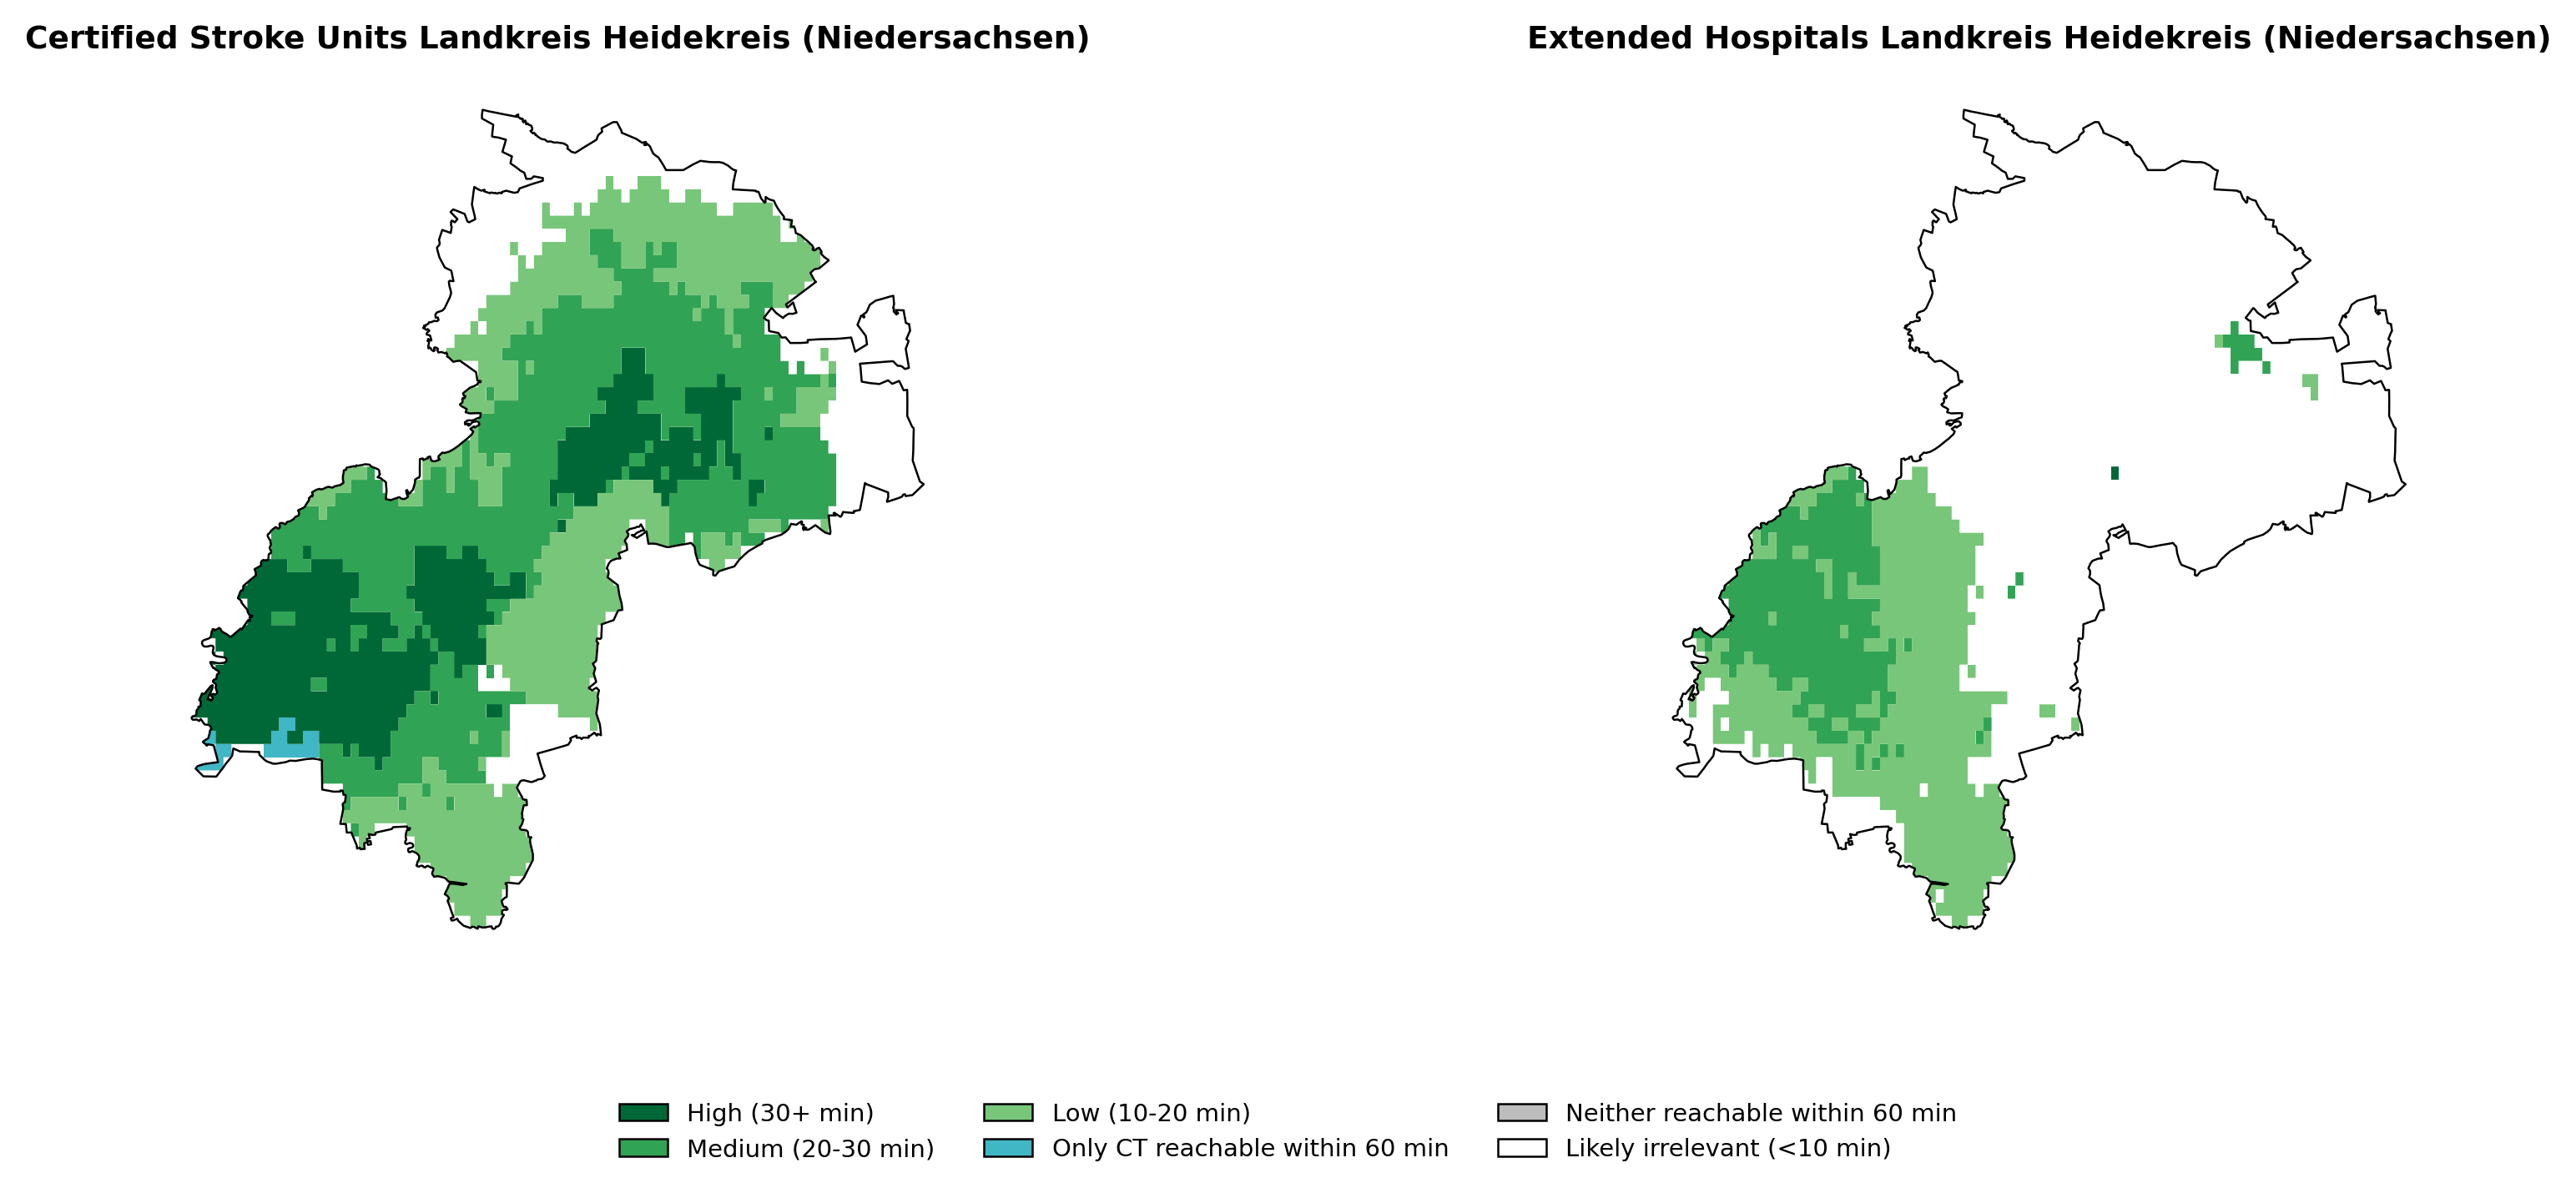 Certified Stroke Units Landkreis Heidekreis (Niedersachsen)
Extended Hospitals Landkreis Heidekreis (Niedersachsen)
High (30+ min)
Medium (20-30 min)
Low (10-20 min)
Only CT reachable within 60 min
Neither reachable within 60 min
Likely irrelevant (<10 min)